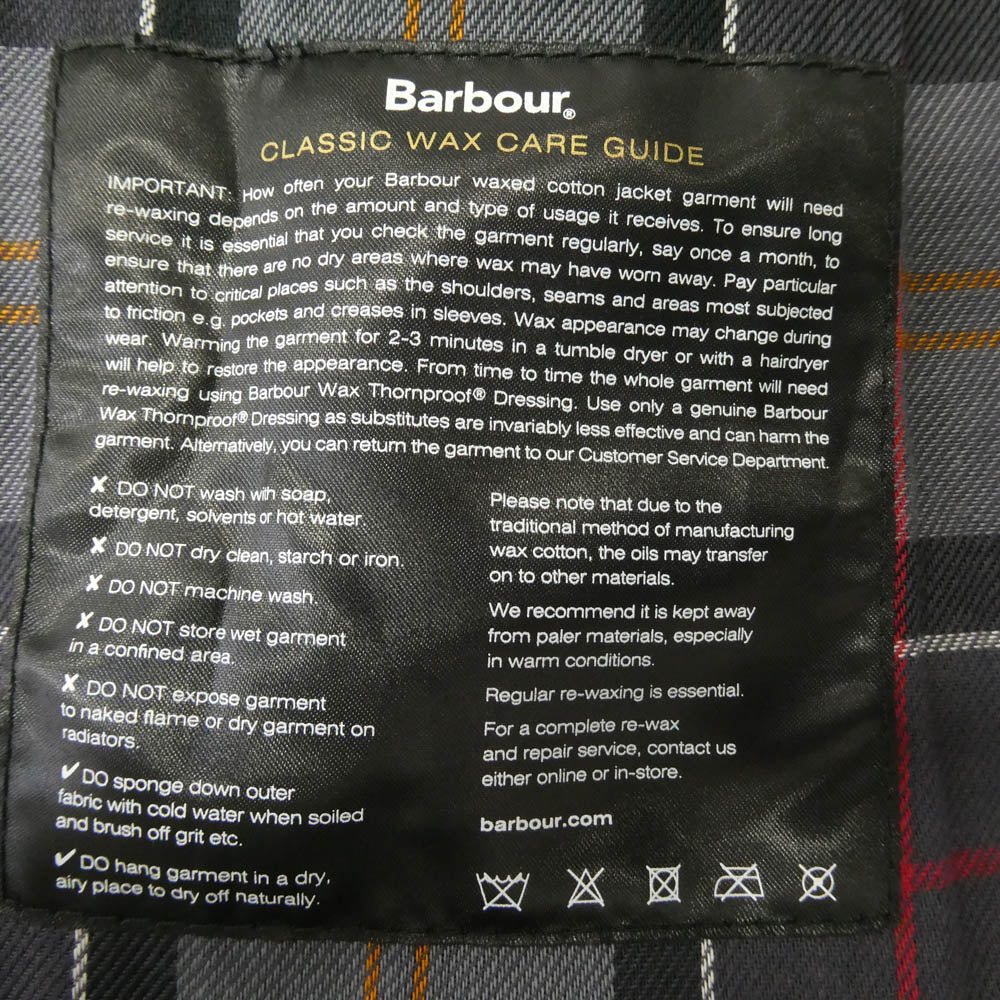 Barbour®
CLASSIC WAX CARE GUIDE
IMPORTANT: How often your Barbour waxed cotton jacket garment will need
re-waxing depends on the amount and type of usage it receives. To ensure long
service it is essential that you check the garment regularly, say once a month, to
ensure that there are no dry areas where wax may have worn away. Pay particular
attention to critical places such as the shoulders, seams and areas most subjected
to friction e.g. pockets and creases in sleeves. Wax appearance may change during
wear. Warming the garment for 2-3 minutes in a tumble dryer or with a hairdryer
will help to restore the appearance. From time to time the whole garment will need
re-waxing using Barbour Wax Thornproof® Dressing. Use only a genuine Barbour
Wax Thornproof® Dressing as substitutes are invariably less effective and can harm the
garment. Alternatively, you can return the garment to our Customer Service Department.
✘ DO NOT wash with soap,
detergent, solvents or hot water.
✘ DO NOT dry clean, starch or iron.
✘ DO NOT machine wash.
✘ DO NOT store wet garment
in a confined area.
✘ DO NOT expose garment
to naked flame or dry garment on
radiators.
✔ DO sponge down outer
fabric with cold water when soiled
and brush off grit etc.
✔ DO hang garment in a dry,
airy place to dry off naturally.
Please note that due to the
traditional method of manufacturing
wax cotton, the oils may transfer
on to other materials.
We recommend it is kept away
from paler materials, especially
in warm conditions.
Regular re-waxing is essential.
For a complete re-wax
and repair service, contact us
either online or in-store.
barbour.com